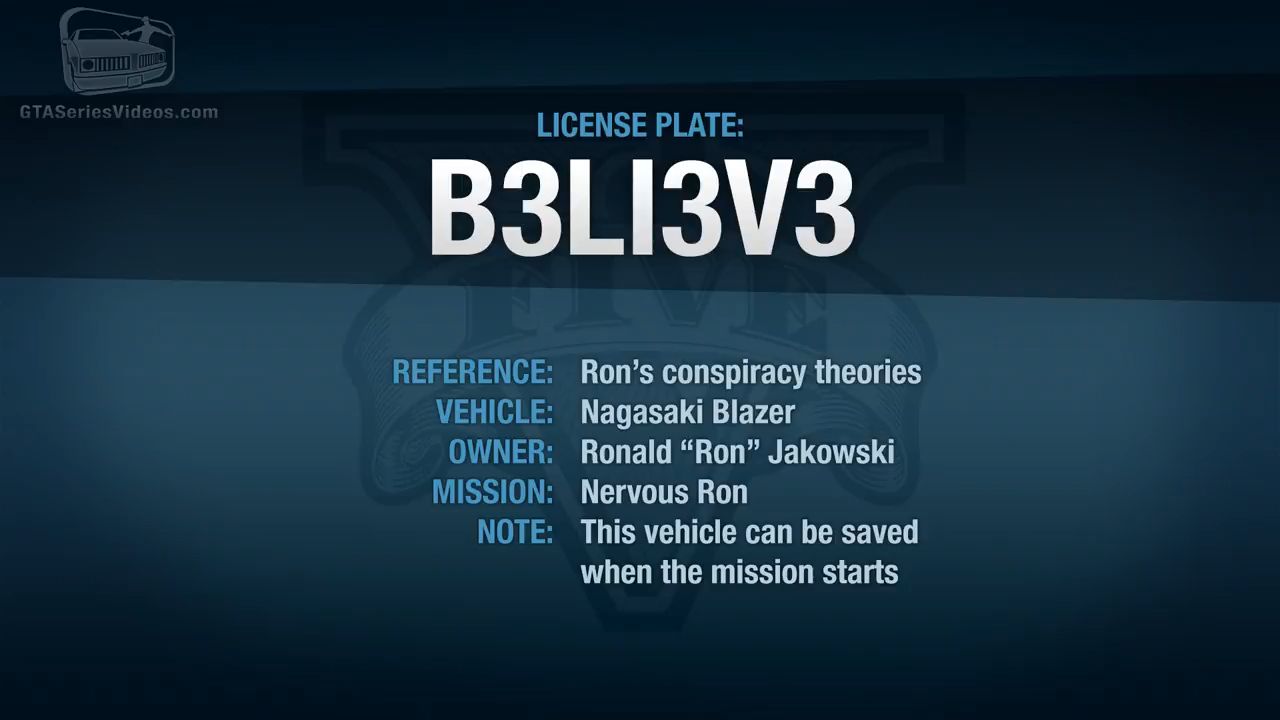 GTASeriesVideos.com
LICENSE PLATE:
B3LI3V3
FIVE
REFERENCE: Ron's conspiracy theories
VEHICLE: Nagasaki Blazer
OWNER: Ronald “Ron” Jakowski
MISSION: Nervous Ron
NOTE: This vehicle can be saved
when the mission starts